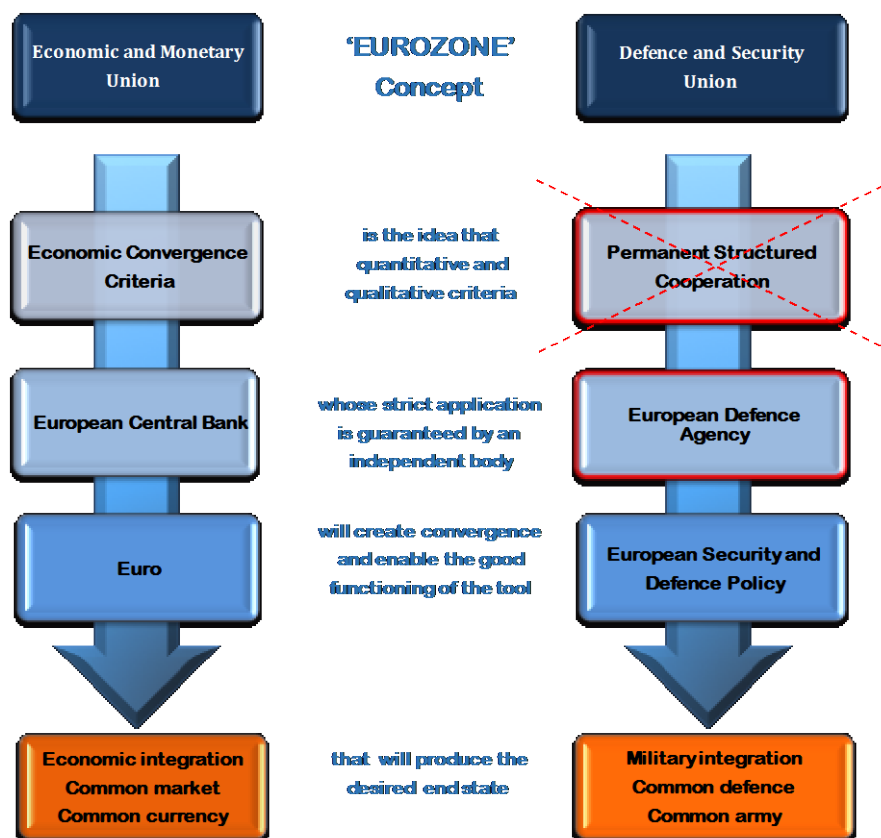 Economic and Monetary
Union
‘EUROZONE’
Concept
Defence and Security
Union
Economic Convergence
Criteria
is the idea that
quantitative and
qualitative criteria
Permanent Structured
Cooperation
European Central Bank
whose strict application
is guaranteed by an
independent body
European Defence
Agency
Euro
will create convergence
and enable the good
functioning of the tool
European Security and
Defence Policy
Economic integration
Common market
Common currency
that will produce the
desired end state
Military integration
Common defence
Common army